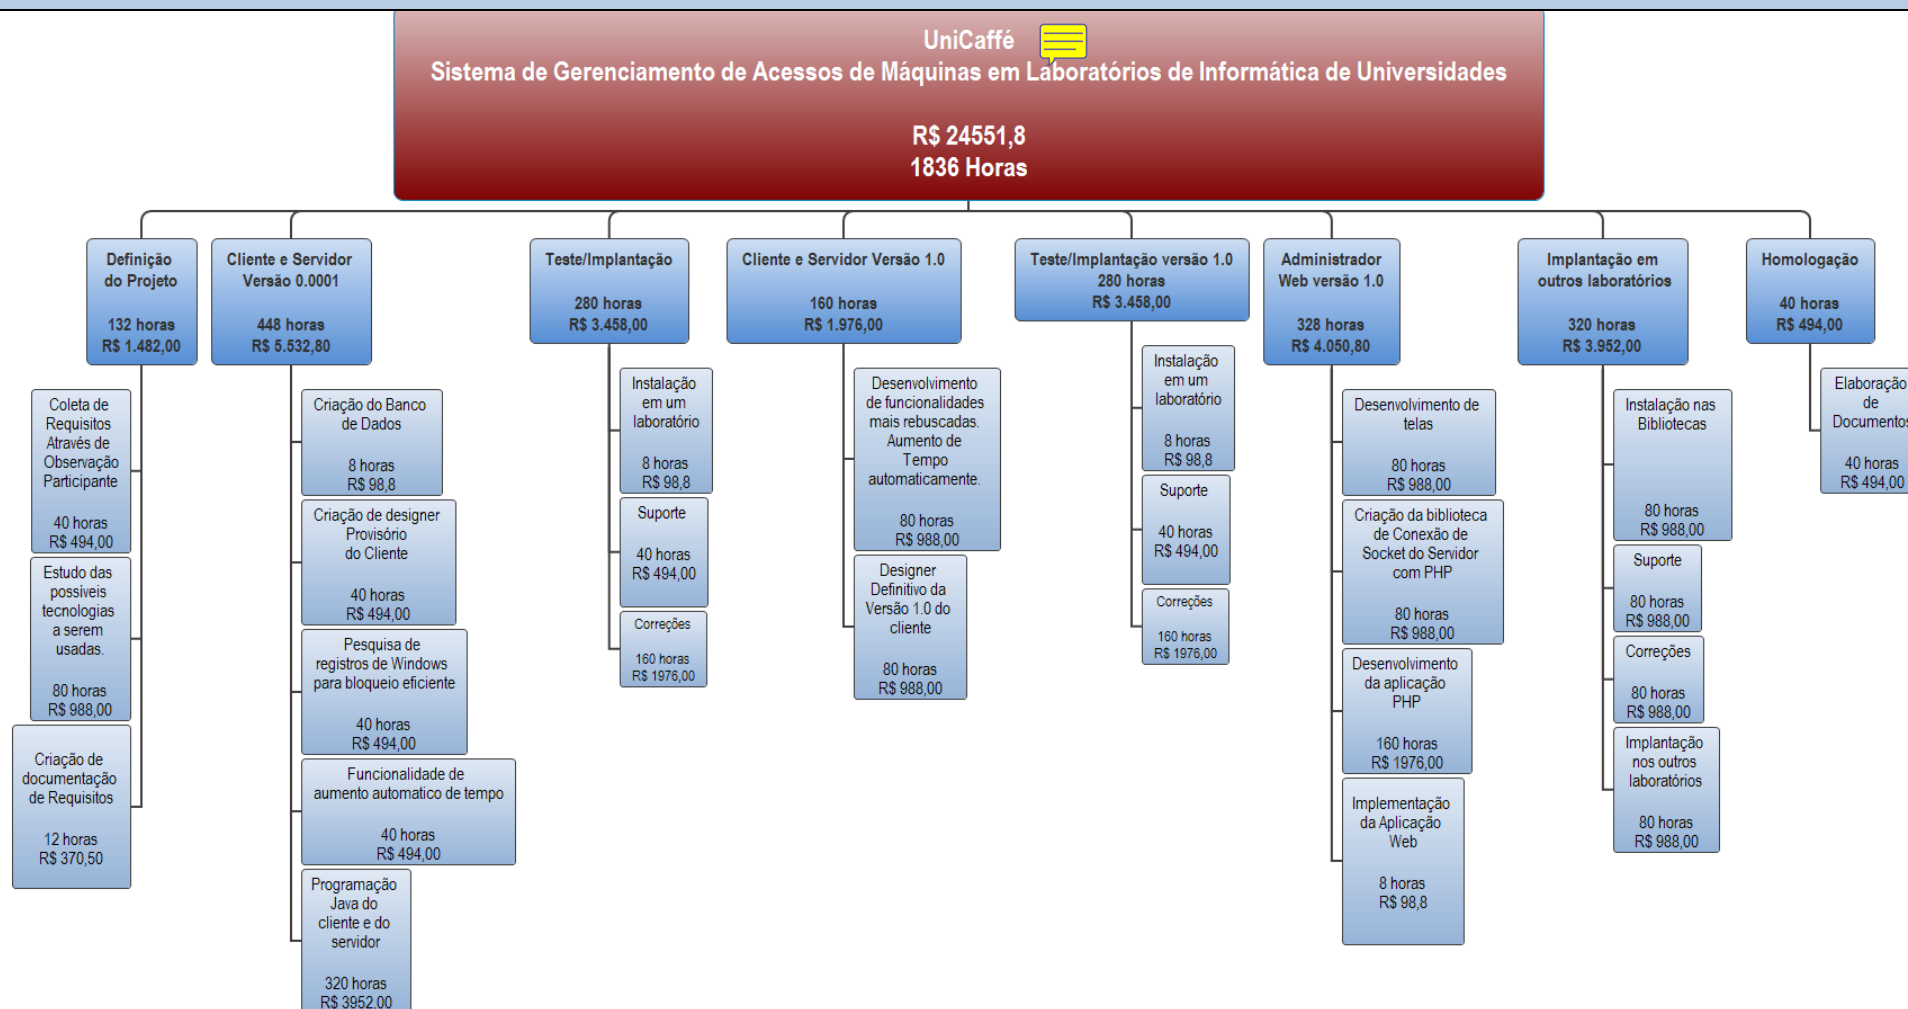 UniCaffé
Sistema de Gerenciamento de Acessos de Máquinas em Laboratórios de Informática de Universidades
R$ 24551,8
1836 Horas
Definição
do Projeto
132 horas
R$ 1.482,00
Coleta de
Requisitos
Através de
Observação
Participante
40 horas
R$ 494,00
Estudo das
possíveis
tecnologias
a serem
usadas.
80 horas
R$ 988,00
Criação de
documentação
de Requisitos
12 horas
R$ 370,50
Cliente e Servidor
Versão 0.0001
448 horas
R$ 5.532,80
Criação do Banco
de Dados
8 horas
R$ 98,8
Criação de designer
Provisório
do Cliente
40 horas
R$ 494,00
Pesquisa de
registros de Windows
para bloqueio eficiente
40 horas
R$ 494,00
Funcionalidade de
aumento automatico de tempo
40 horas
R$ 494,00
Programação
Java do
cliente e do
servidor
320 horas
R$ 3952,00
Teste/Implantação
280 horas
R$ 3.458,00
Instalação
em um
laboratório
8 horas
R$ 98,8
Suporte
40 horas
R$ 494,00
Correções
160 horas
R$ 1976,00
Cliente e Servidor Versão 1.0
160 horas
R$ 1.976,00
Desenvolvimento
de funcionalidades
mais rebuscadas.
Aumento de
Tempo
automaticamente.
80 horas
R$ 988,00
Designer
Definitivo da
Versão 1.0 do
cliente
80 horas
R$ 988,00
Teste/Implantação versão 1.0
280 horas
R$ 3.458,00
Instalação
em um
laboratório
8 horas
R$ 98,8
Suporte
40 horas
R$ 494,00
Correções
160 horas
R$ 1976,00
Administrador
Web versão 1.0
328 horas
R$ 4.050,80
Desenvolvimento de
telas
80 horas
R$ 988,00
Criação da biblioteca
de Conexão de
Socket do Servidor
com PHP
80 horas
R$ 988,00
Desenvolvimento
da aplicação
PHP
160 horas
R$ 1976,00
Implementação
da Aplicação
Web
8 horas
R$ 98,8
Implantação em
outros laboratórios
320 horas
R$ 3.952,00
Instalação nas
Bibliotecas
80 horas
R$ 988,00
Suporte
80 horas
R$ 988,00
Correções
80 horas
R$ 988,00
Implantação
nos outros
laboratórios
80 horas
R$ 988,00
Homologação
40 horas
R$ 494,00
Elaboração
de
Documentos
40 horas
R$ 494,00